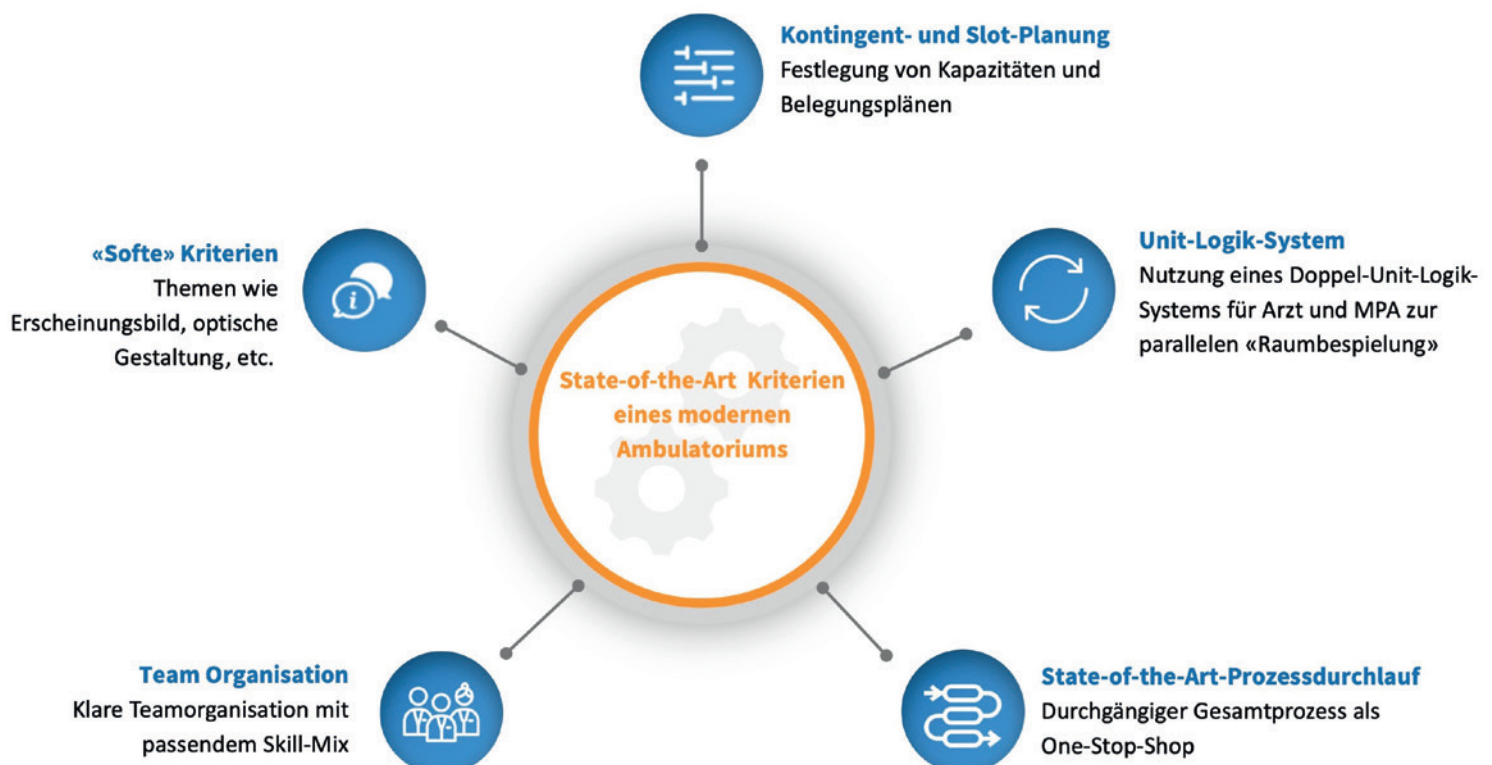 Kontingent- und Slot-Planung
Festlegung von Kapazitäten und
Belegungsplänen
«Softe» Kriterien
Themen wie
Erscheinungsbild, optische
Gestaltung, etc.
i
Unit-Logik-System
Nutzung eines Doppel-Unit-Logik-
Systems für Arzt und MPA zur
parallelen «Raumbespielung»
State-of-the-Art Kriterien
eines modernen
Ambulatoriums
Team Organisation
Klare Teamorganisation mit
passendem Skill-Mix
State-of-the-Art-Prozessdurchlauf
Durchgängiger Gesamtprozess als
One-Stop-Shop